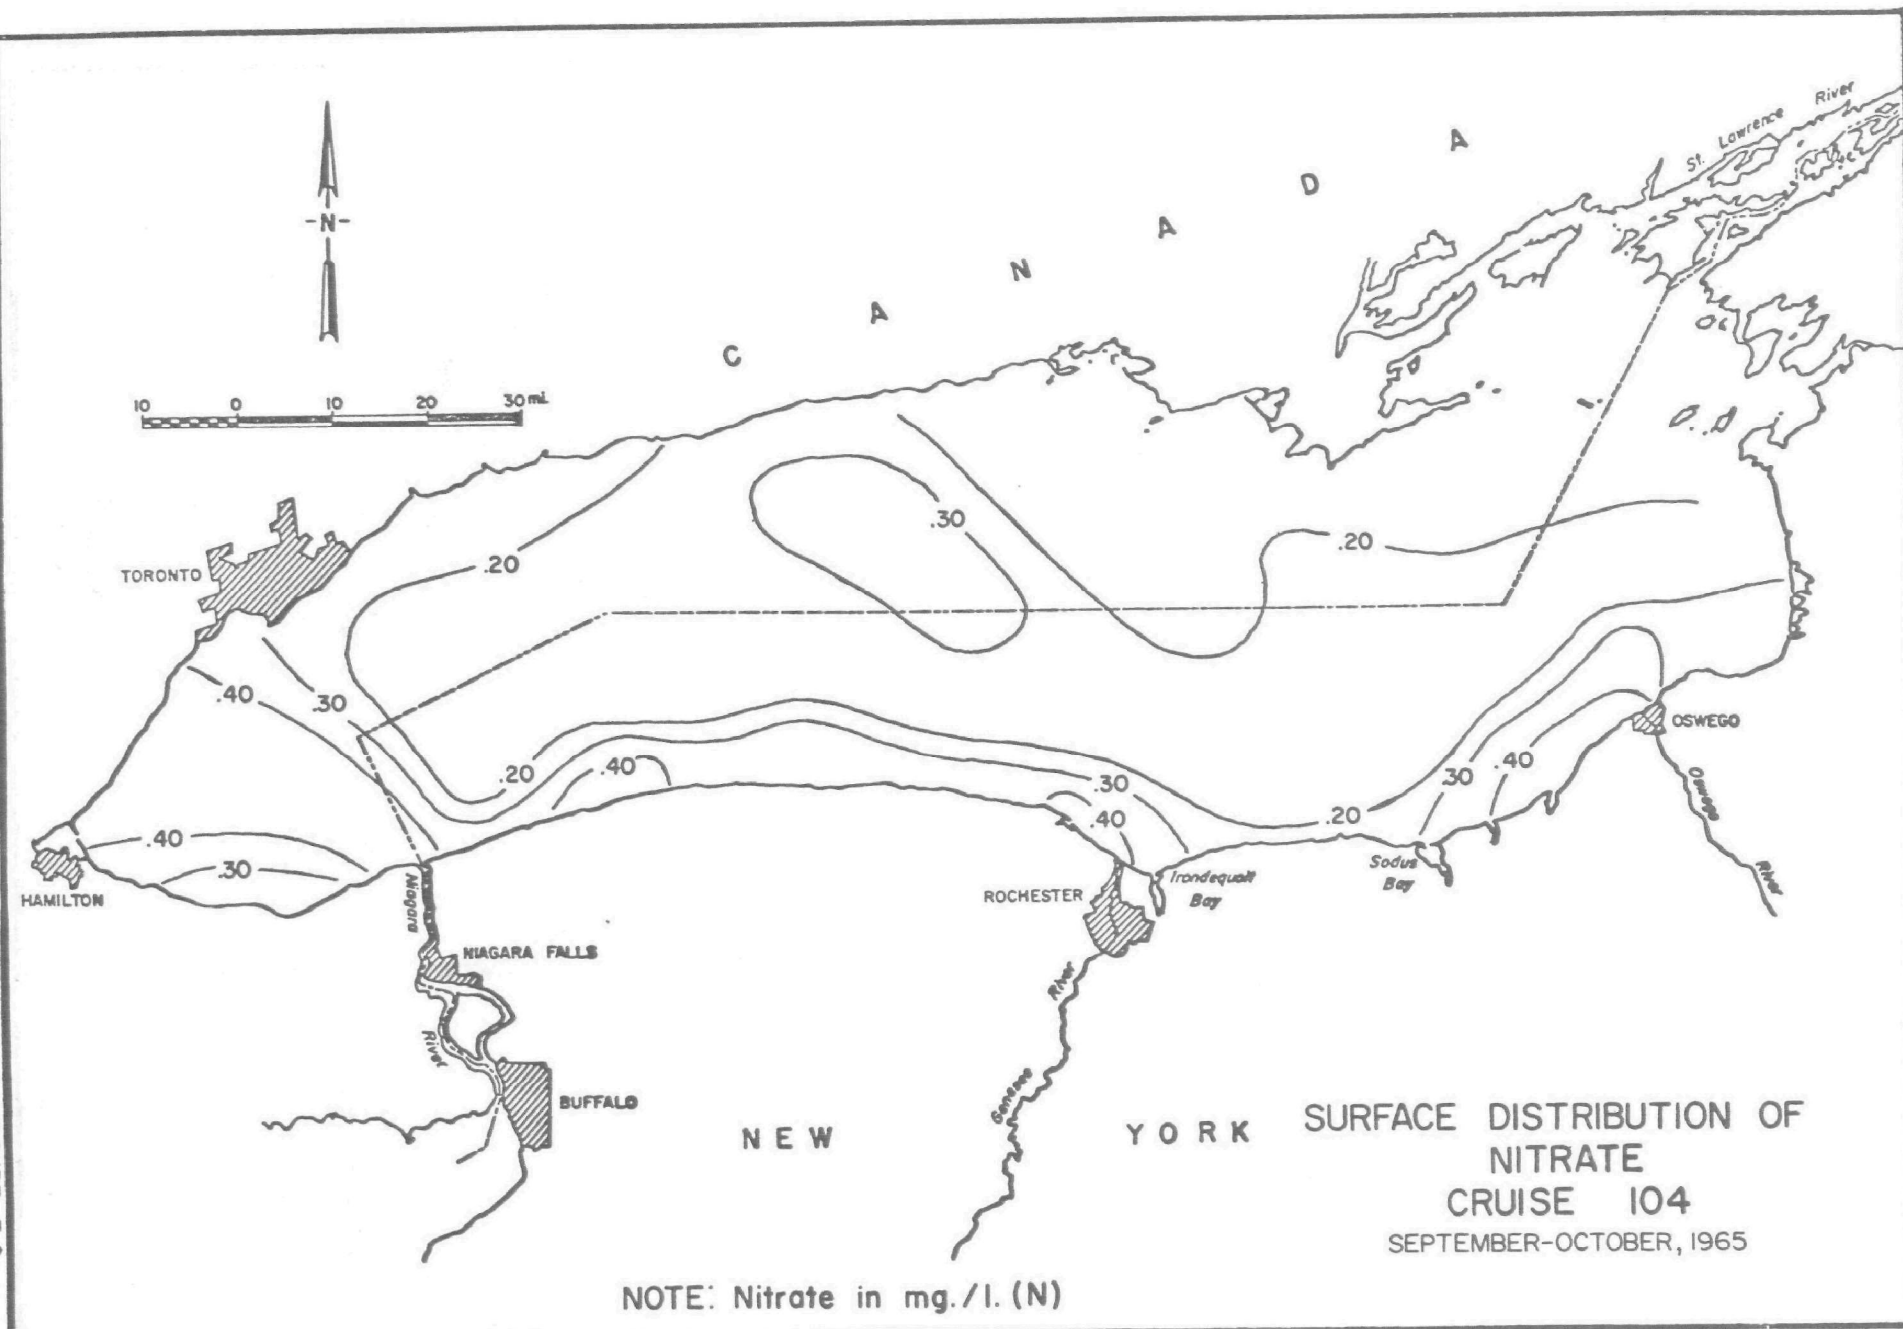 St. Lawrence River
C A N A D A
-N-
10 0 10 20 30 mi.
.30
.20
.20
TORONTO
.40
.30
OSWEGO
.20
.40
.40
.30
.30
.40
.20
.40
Oswego River
.40
.30
HAMILTON
Niagara River
ROCHESTER
Irondequoit Bay
Sodus Bay
NIAGARA FALLS
Genesee River
BUFFALO
NEW YORK
SURFACE DISTRIBUTION OF
NITRATE
CRUISE 104
SEPTEMBER-OCTOBER, 1965
NOTE: Nitrate in mg./l. (N)